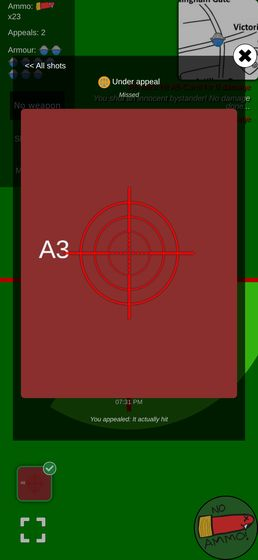 Ammo:
x23
Appeals: 2
Armour:
Victori
<< All shots
Under appeal
Missed
You shot an innocent bystander! No damage
done...
No weapon
A3
07:31 PM
You appealed: It actually hit
NO
AMMO!